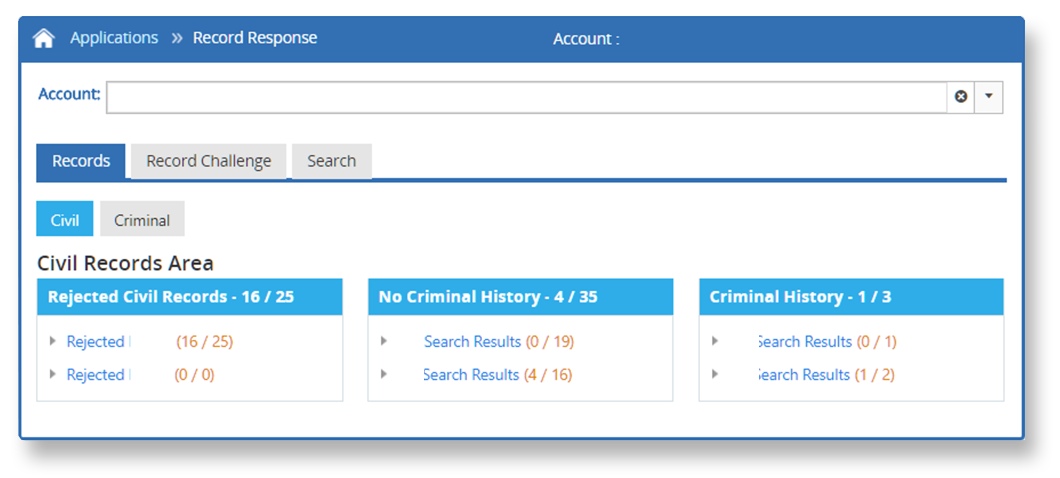 Applications » Record Response Account :
Account:
Records Record Challenge Search
Civil Criminal
Civil Records Area
Rejected Civil Records - 16 / 25
Rejected (16 / 25)
Rejected (0 / 0)
No Criminal History - 4 / 35
Search Results (0 / 19)
Search Results (4 / 16)
Criminal History - 1 / 3
Search Results (0 / 1)
Search Results (1 / 2)